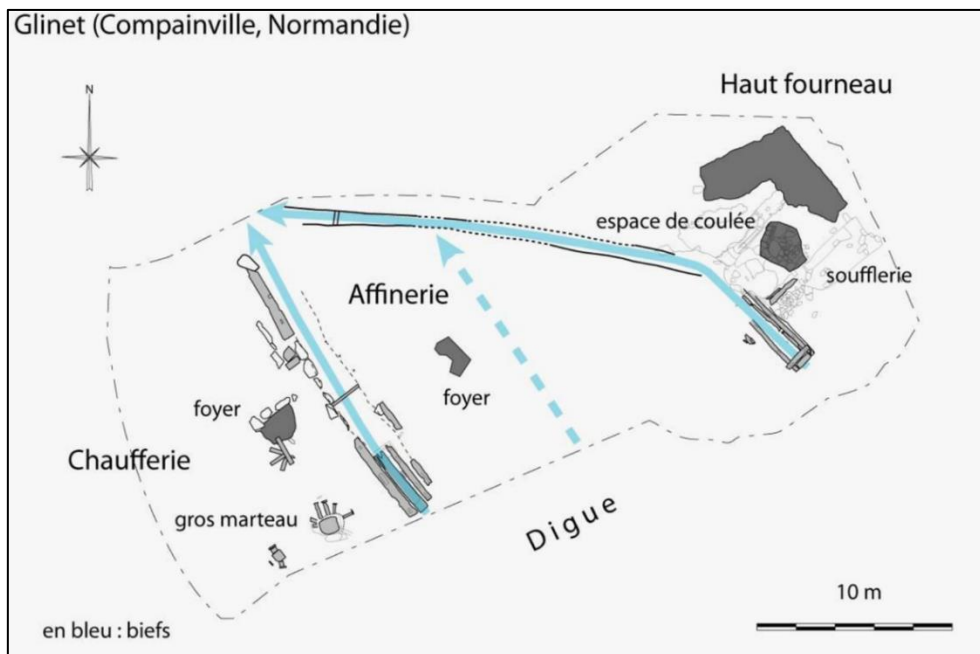 Glinet (Compainville, Normandie)
N
Haut fourneau
espace de coulée
soufflerie
Affinerie
foyer
foyer
Chaufferie
gros marteau
Digue
10 m
en bleu : biefs